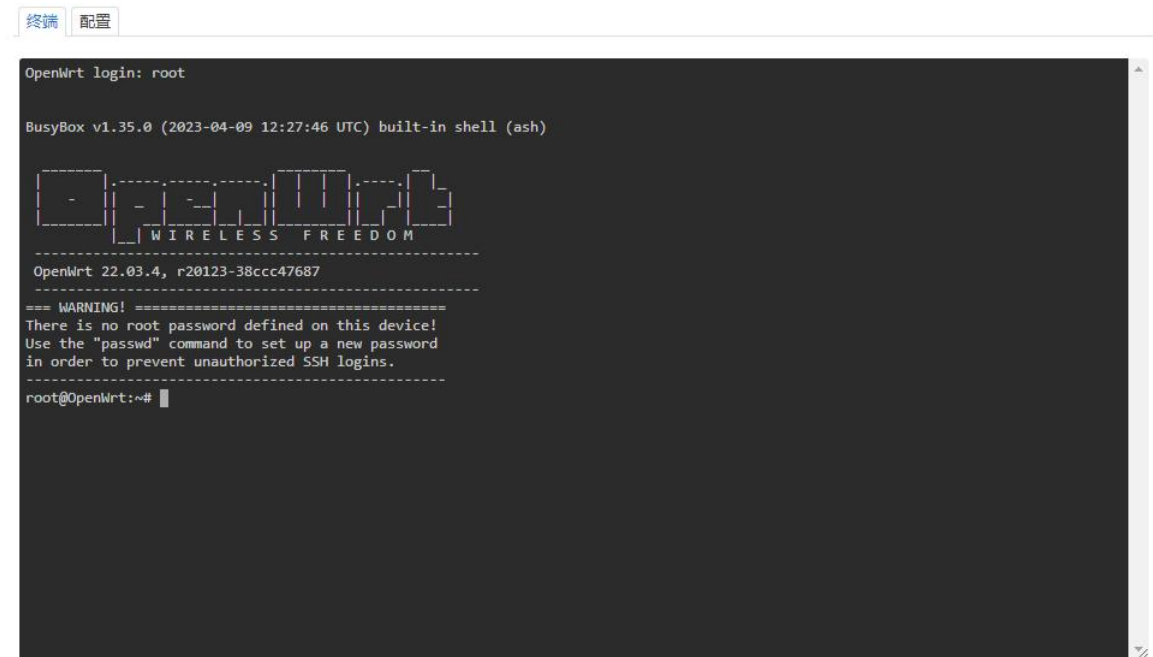 终端 配置
OpenWrt login: root
BusyBox v1.35.0 (2023-04-09 12:27:46 UTC) built-in shell (ash)
OpenWrt
W I R E L E S S   F R E E D O M
-----------------------------------------------------
OpenWrt 22.03.4, r20123-38ccc47687
-----------------------------------------------------
=== WARNING! =====================================
There is no root password defined on this device!
Use the "passwd" command to set up a new password
in order to prevent unauthorized SSH logins.
--------------------------------------------------
root@OpenWrt:~#